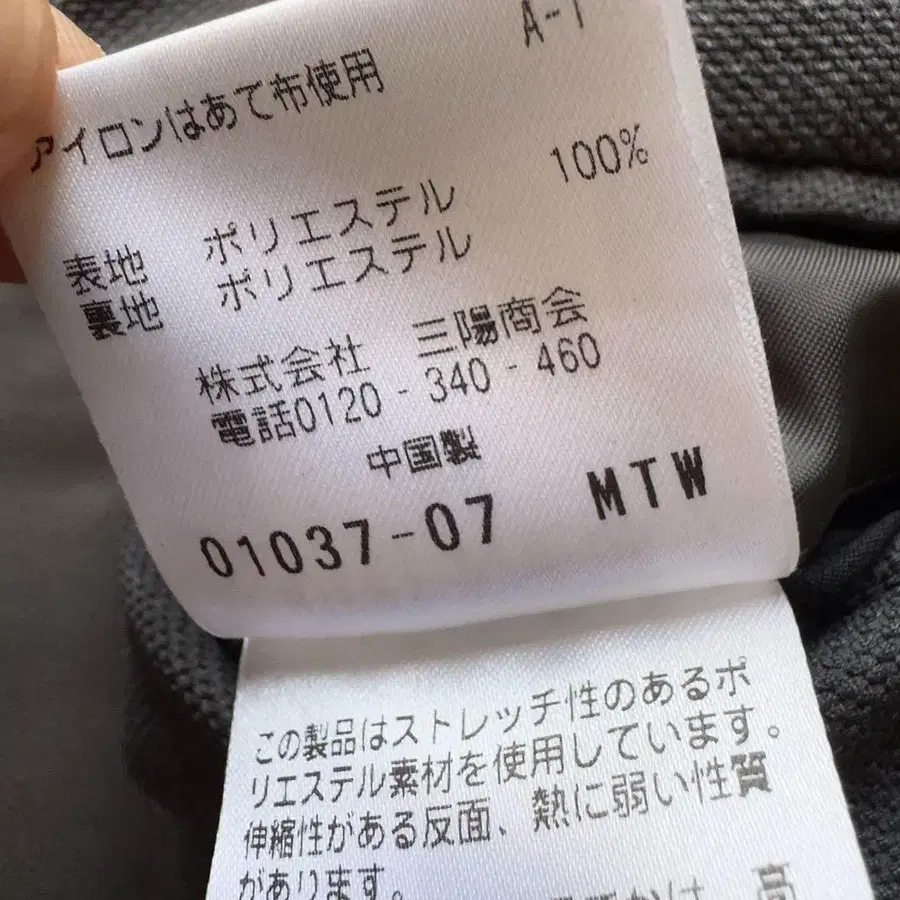 A-1
アイロンはあて布使用
表地 ポリエステル 100%
裏地 ポリエステル
株式会社 三陽商会
電話0120-340-460
中国製
01037-07 MTW
この製品はストレッチ性のあるポ
リエステル素材を使用しています。
伸縮性がある反面、熱に弱い性質
があります。
高